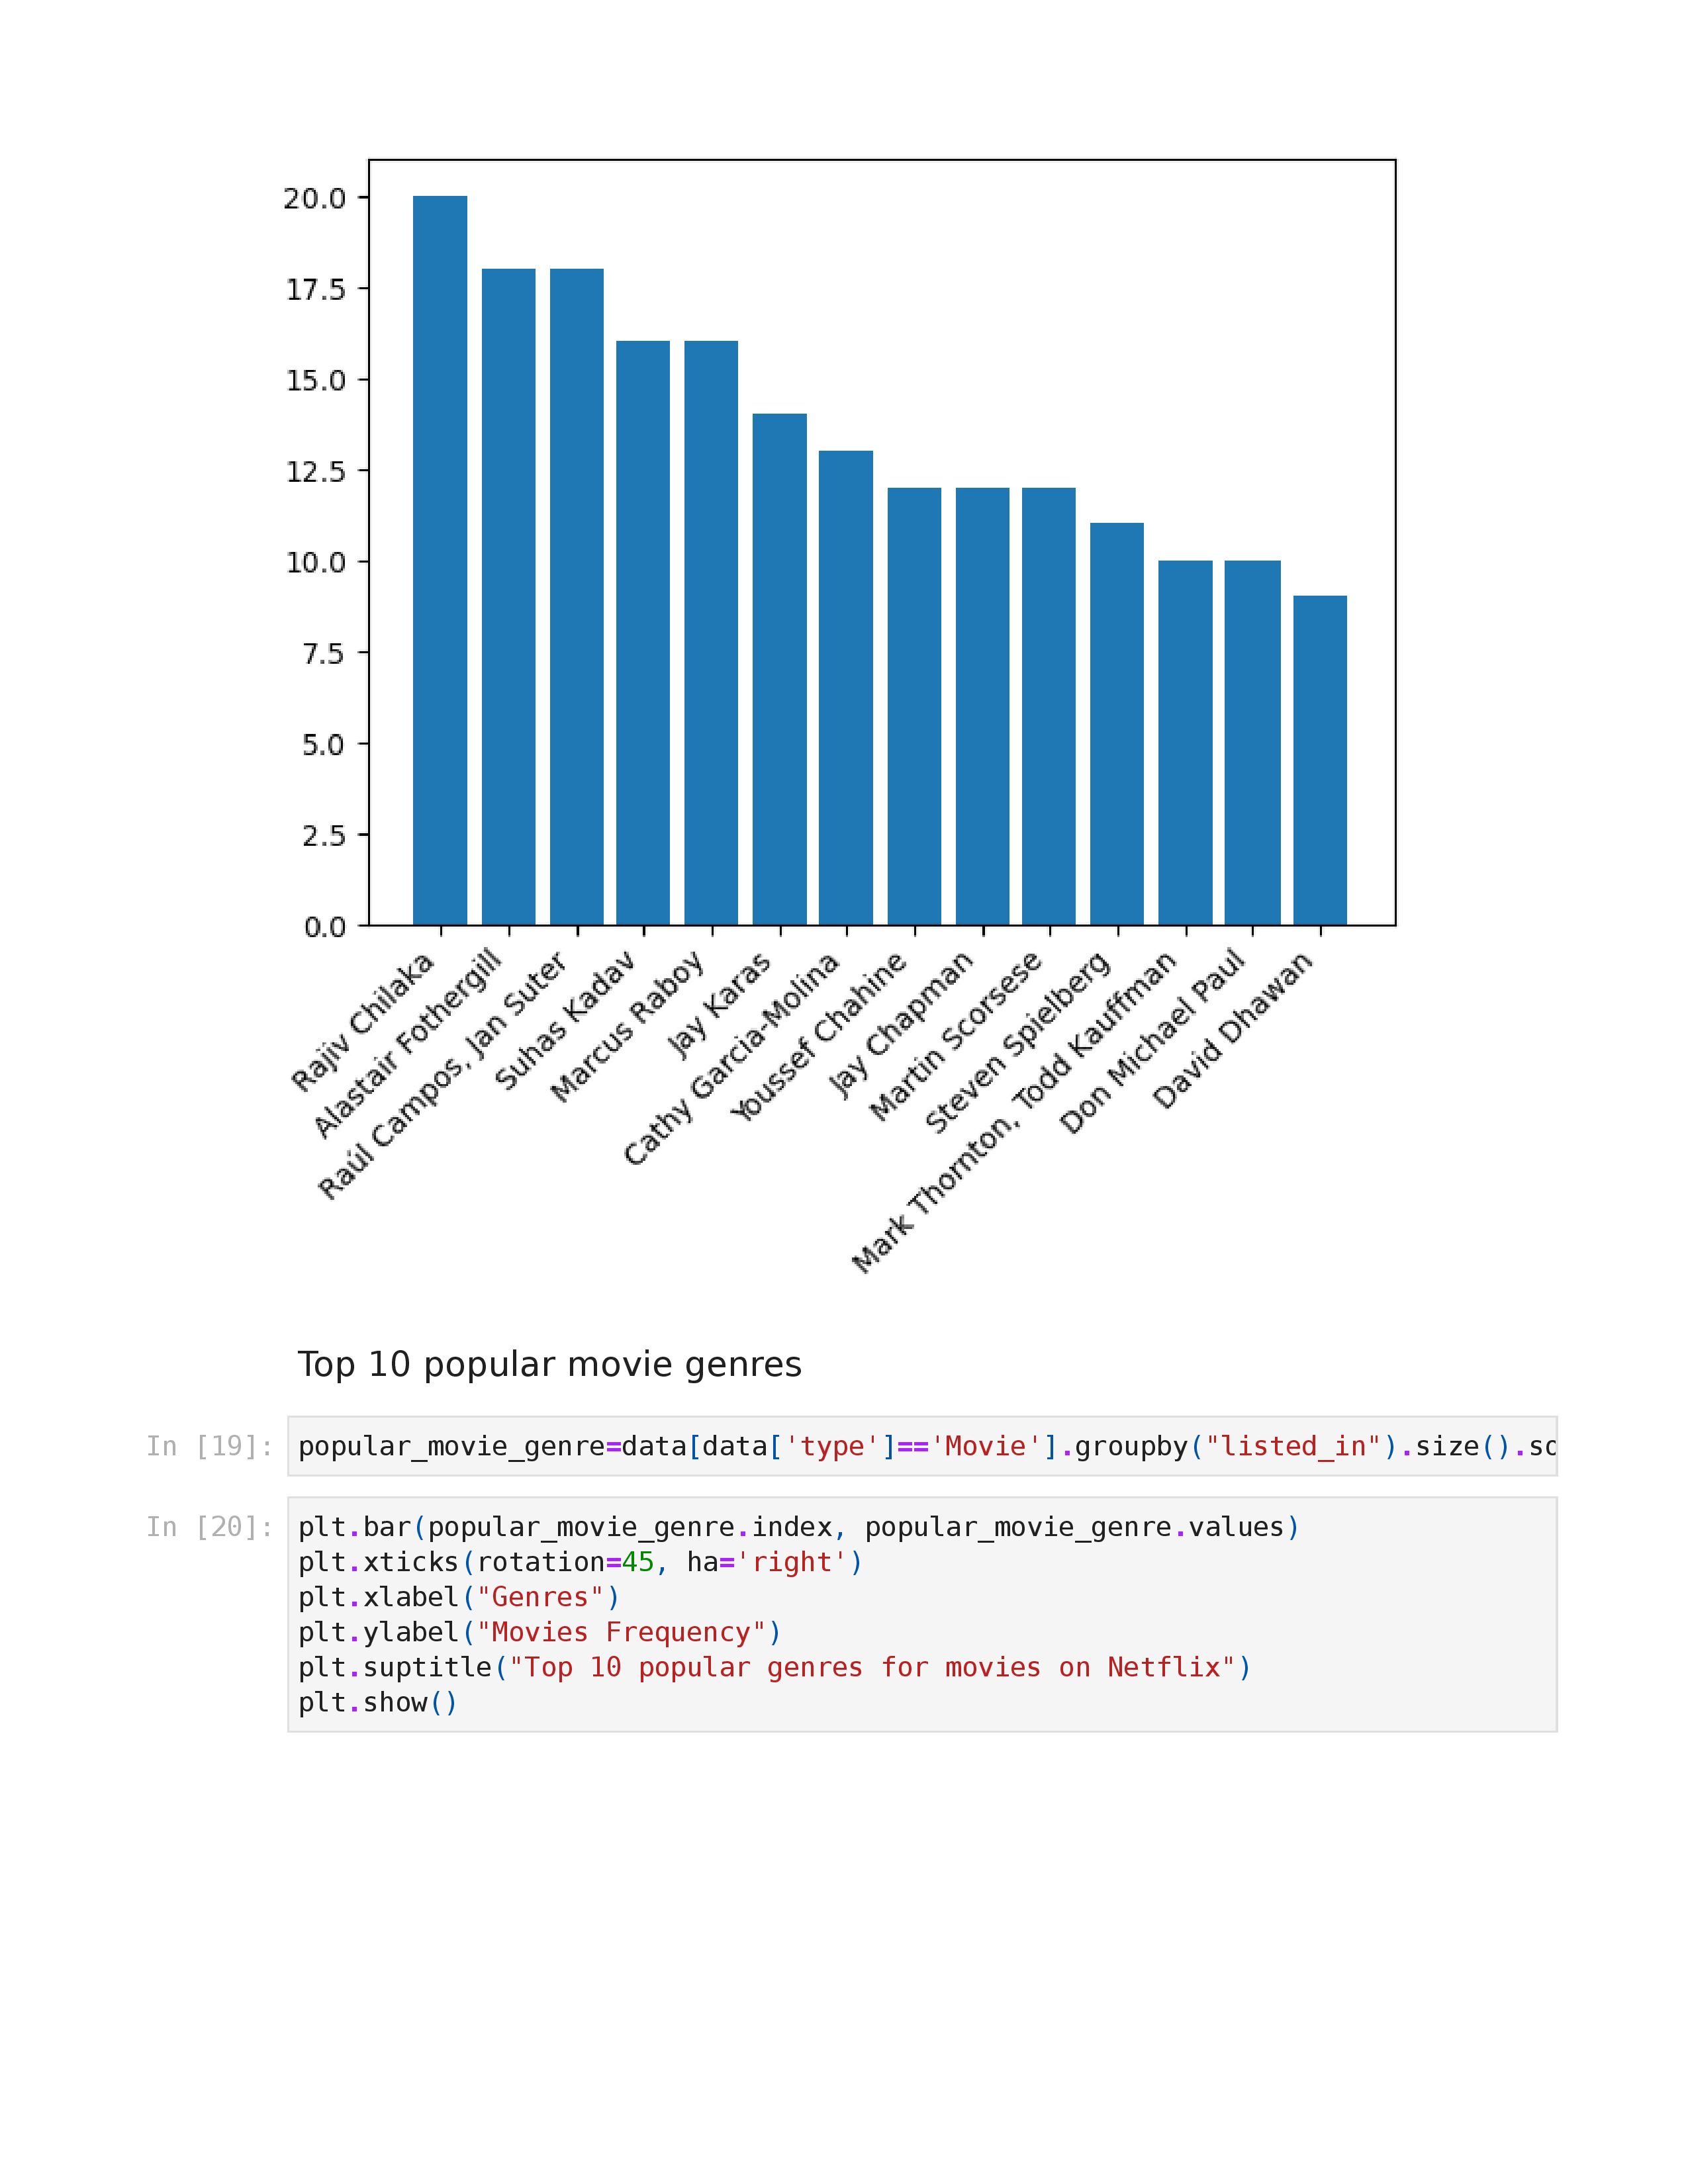 20.0
17.5
15.0
12.5
10.0
7.5
5.0
2.5
0.0
Rajiv Chilaka
Alastair Fothergill
Raúl Campos, Jan Suter
Suhas Kadav
Marcus Raboy
Jay Karas
Cathy Garcia-Molina
Youssef Chahine
Jay Chapman
Martin Scorsese
Steven Spielberg
Mark Thornton, Todd Kauffman
Don Michael Paul
David Dhawan
Top 10 popular movie genres
In [19]: popular_movie_genre=data[data['type']=='Movie'].groupby("listed_in").size().so
In [20]: plt.bar(popular_movie_genre.index, popular_movie_genre.values)
plt.xticks(rotation=45, ha='right')
plt.xlabel("Genres")
plt.ylabel("Movies Frequency")
plt.suptitle("Top 10 popular genres for movies on Netflix")
plt.show()